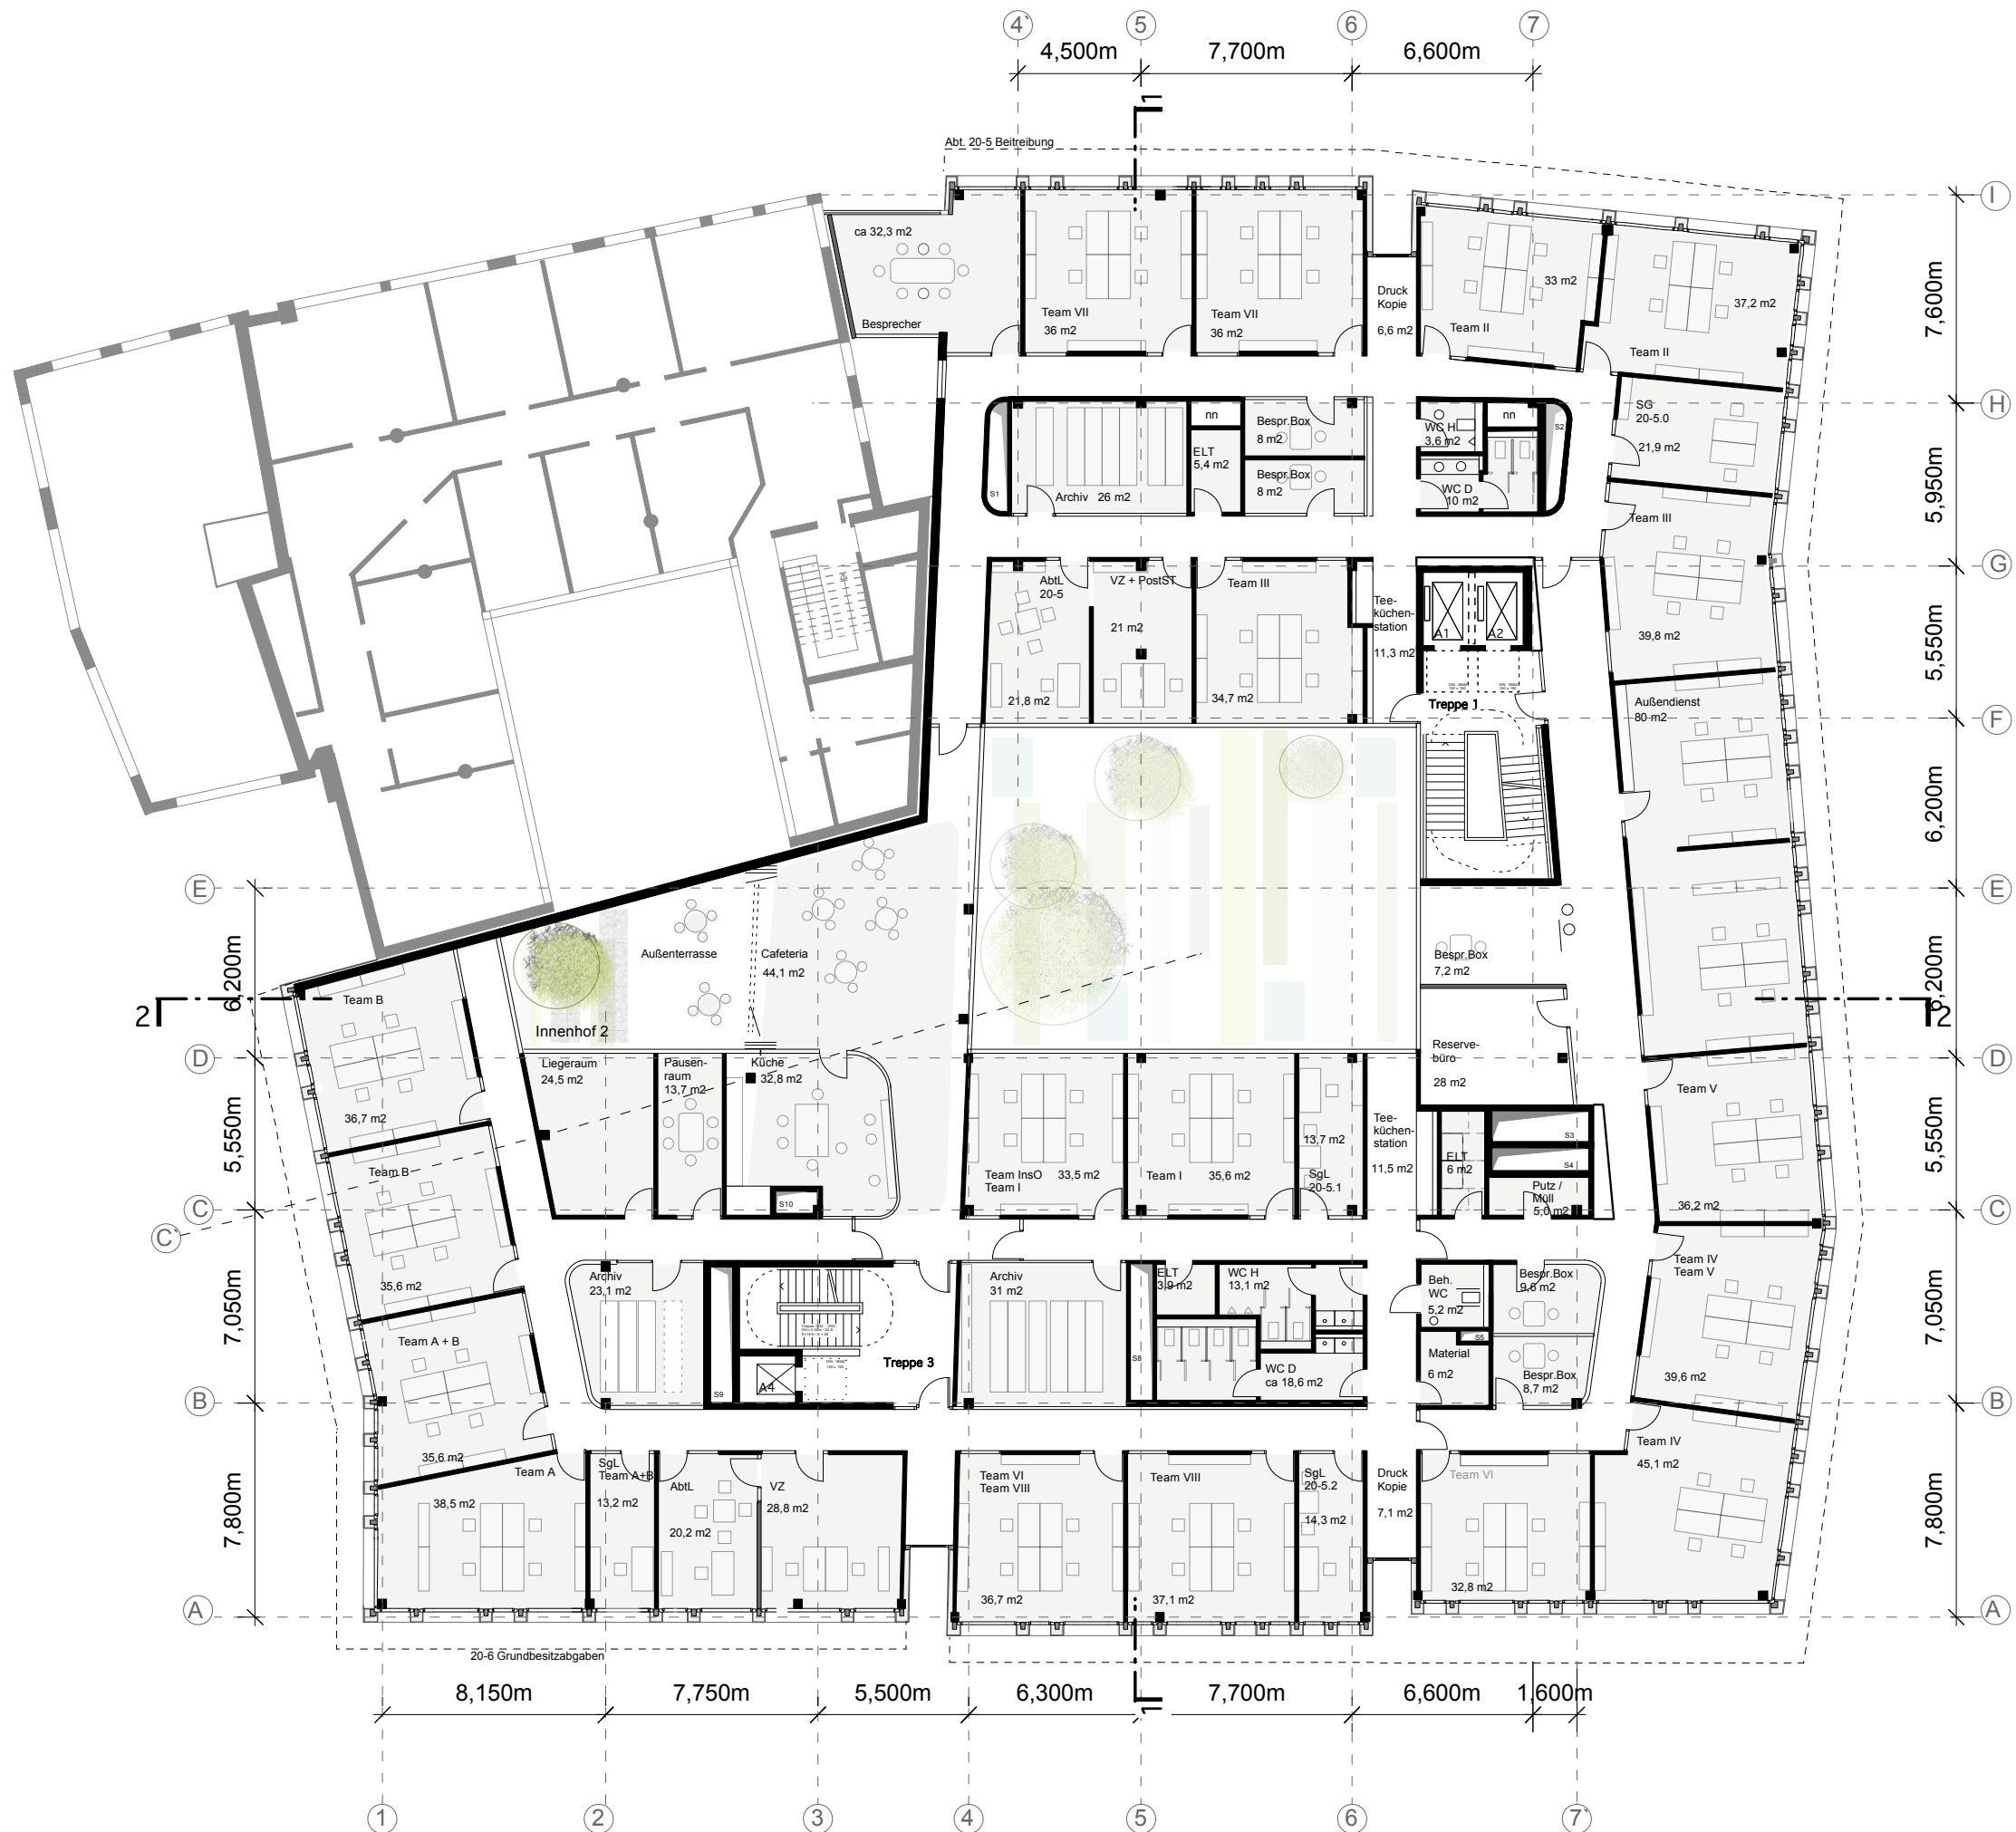 4` 5 6 7
4,500m 7,700m 6,600m
1
Abt. 20-5 Beitreibung
I
ca 32,3 m2
Besprecher
Team VII
36 m2
Team VII
36 m2
Druck
Kopie
6,6 m2
33 m2
Team II
37,2 m2
Team II
7,600m
H
nn
Bespr.Box
8 m2
ELT
5,4 m2
Bespr.Box
8 m2
S1
Archiv 26 m2
WC H
3,6 m2
nn
S2
WC D
10 m2
SG
20-5.0
21,9 m2
5,950m
Team III
G
AbtL
20-5
21,8 m2
VZ + PostST
21 m2
Team III
34,7 m2
Tee-
küchen-
station
11,3 m2
A1 A2
Treppe 1
39,8 m2
5,550m
Außendienst
80 m2
F
6,200m
E
E
6,200m
6,200m
Außenterrasse
Cafeteria
44,1 m2
Innenhof 2
Bespr.Box
7,2 m2
Reserve-
büro
28 m2
2
2
Team B
36,7 m2
D
D
Liegeraum
24,5 m2
Pausen-
raum
13,7 m2
Küche
32,8 m2
S10
Team InsO
Team I
33,5 m2
Team I
35,6 m2
13,7 m2
SgL
20-5.1
Tee-
küchen-
station
11,5 m2
ELT
6 m2
S3
S4
Putz /
Müll
5,0 m2
Team V
36,2 m2
5,550m
5,550m
Team B
35,6 m2
C
C
C`
Archiv
23,1 m2
S9
A4
Treppe 3
Archiv
31 m2
S8
ELT
3,9 m2
WC H
13,1 m2
WC D
ca 18,6 m2
Beh.
WC
5,2 m2
S5
Material
6 m2
Bespr.Box
9,6 m2
Bespr.Box
8,7 m2
Team IV
Team V
39,6 m2
7,050m
7,050m
Team A + B
35,6 m2
B
B
Team A
38,5 m2
SgL
Team A+B
13,2 m2
AbtL
20,2 m2
VZ
28,8 m2
Team VI
Team VIII
36,7 m2
Team VIII
37,1 m2
SgL
20-5.2
14,3 m2
Druck
Kopie
7,1 m2
Team VI
32,8 m2
Team IV
45,1 m2
7,800m
7,800m
A
A
20-6 Grundbesitzabgaben
8,150m 7,750m 5,500m 6,300m 7,700m 6,600m 1,600m
1
1 2 3 4 5 6 7`